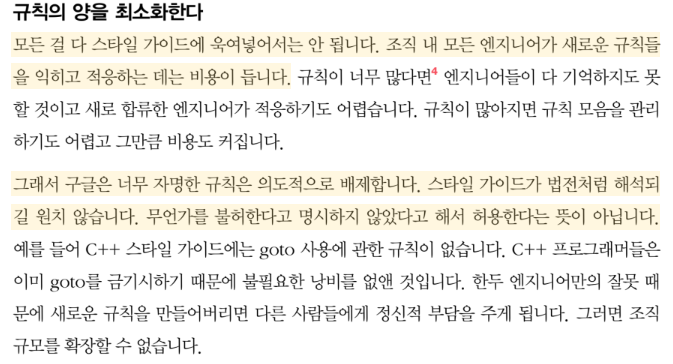 규칙의 양을 최소화한다
모든 걸 다 스타일 가이드에 욱여넣어서는 안 됩니다. 조직 내 모든 엔지니어가 새로운 규칙들
을 익히고 적응하는 데는 비용이 듭니다. 규칙이 너무 많다면4 엔지니어들이 다 기억하지도 못
할 것이고 새로 합류한 엔지니어가 적응하기도 어렵습니다. 규칙이 많아지면 규칙 모음을 관리
하기도 어렵고 그만큼 비용도 커집니다.
그래서 구글은 너무 자명한 규칙은 의도적으로 배제합니다. 스타일 가이드가 법전처럼 해석되
길 원치 않습니다. 무언가를 불허한다고 명시하지 않았다고 해서 허용한다는 뜻이 아닙니다.
예를 들어 C++ 스타일 가이드에는 goto 사용에 관한 규칙이 없습니다. C++ 프로그래머들은
이미 goto를 금기시하기 때문에 불필요한 낭비를 없앤 것입니다. 한두 엔지니어만의 잘못 때
문에 새로운 규칙을 만들어버리면 다른 사람들에게 정신적 부담을 주게 됩니다. 그러면 조직
규모를 확장할 수 없습니다.